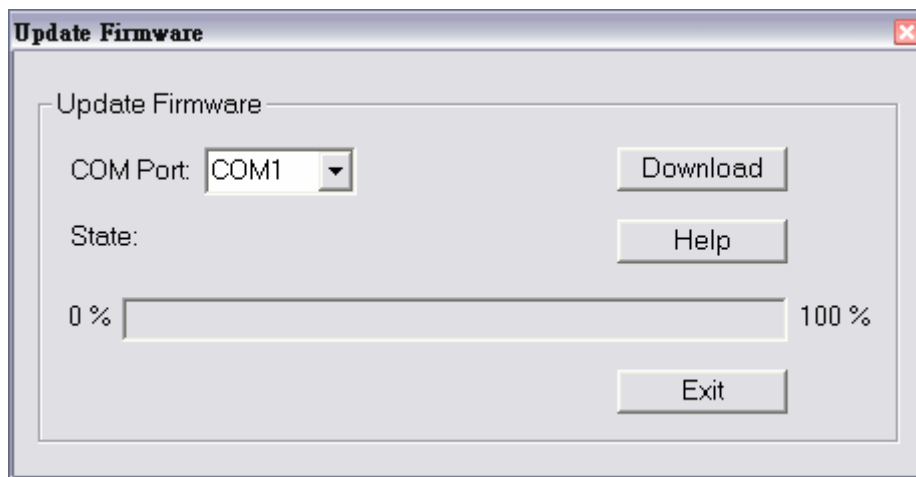 Update Firmware
Update Firmware
COM Port: COM1
Download
State:
Help
0 %
100 %
Exit